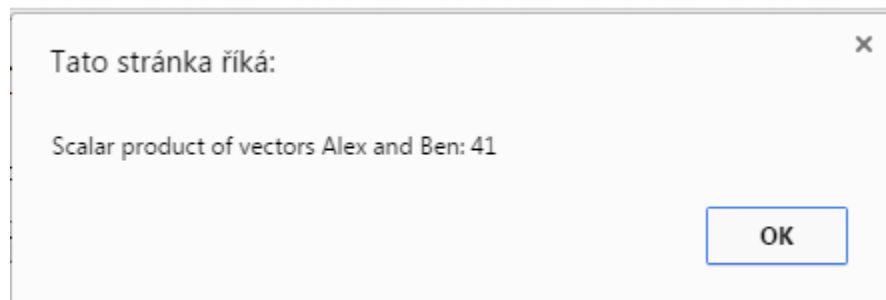 Tato stránka říká:
Scalar product of vectors Alex and Ben: 41
OK